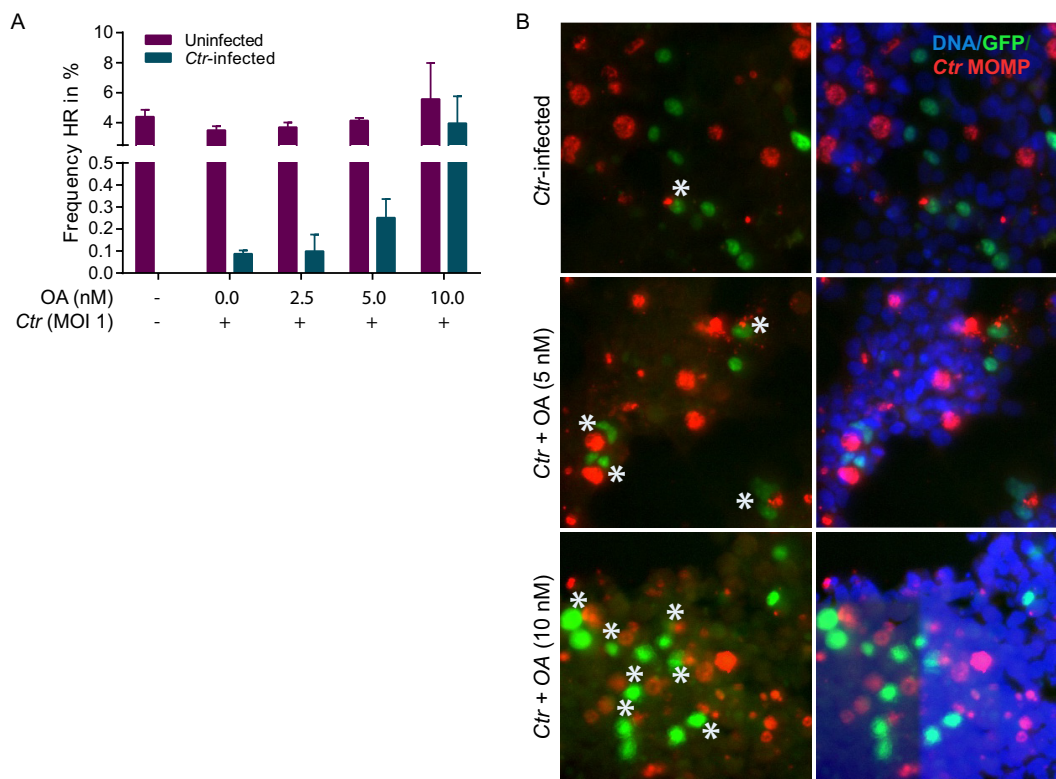 A
Frequency HR in %
10
8
6
4
0.5
0.4
0.3
0.2
0.1
0.0
Uninfected
Ctr-infected
OA (nM) - 0.0 2.5 5.0 10.0
Ctr (MOI 1) - + + + +
B
Ctr-infected
DNA/GFP/
Ctr MOMP
*
Ctr + OA (5 nM)
*
*
*
*
Ctr + OA (10 nM)
*
*
*
*
*
*
*